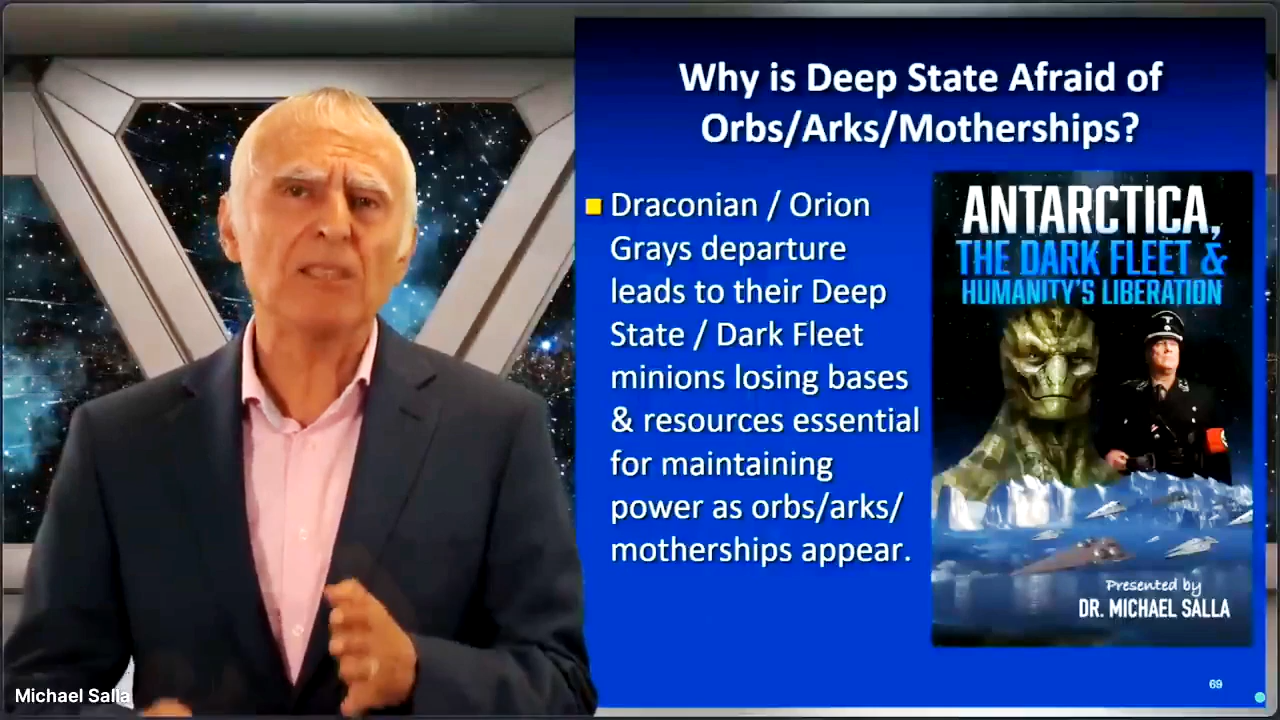 Why is Deep State Afraid of
Orbs/Arks/Motherships?
Draconian / Orion
Grays departure
leads to their Deep
State / Dark Fleet
minions losing bases
& resources essential
for maintaining
power as orbs/arks/
motherships appear.
ANTARCTICA,
THE DARK FLEET &
HUMANITY'S LIBERATION
Presented by
DR. MICHAEL SALLA
69
Michael Salla